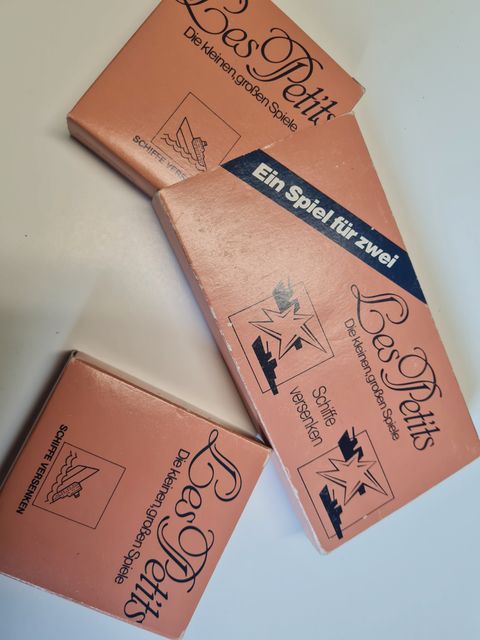 Les Petits
Die kleinen, großen Spiele
SCHIFFE
Ein Spiel für zwei
Les Petits
Die kleinen, großen Spiele
Schiffe
versenken
Les Petits
Die kleinen, großen Spiele
SCHIFFE VERSENKEN